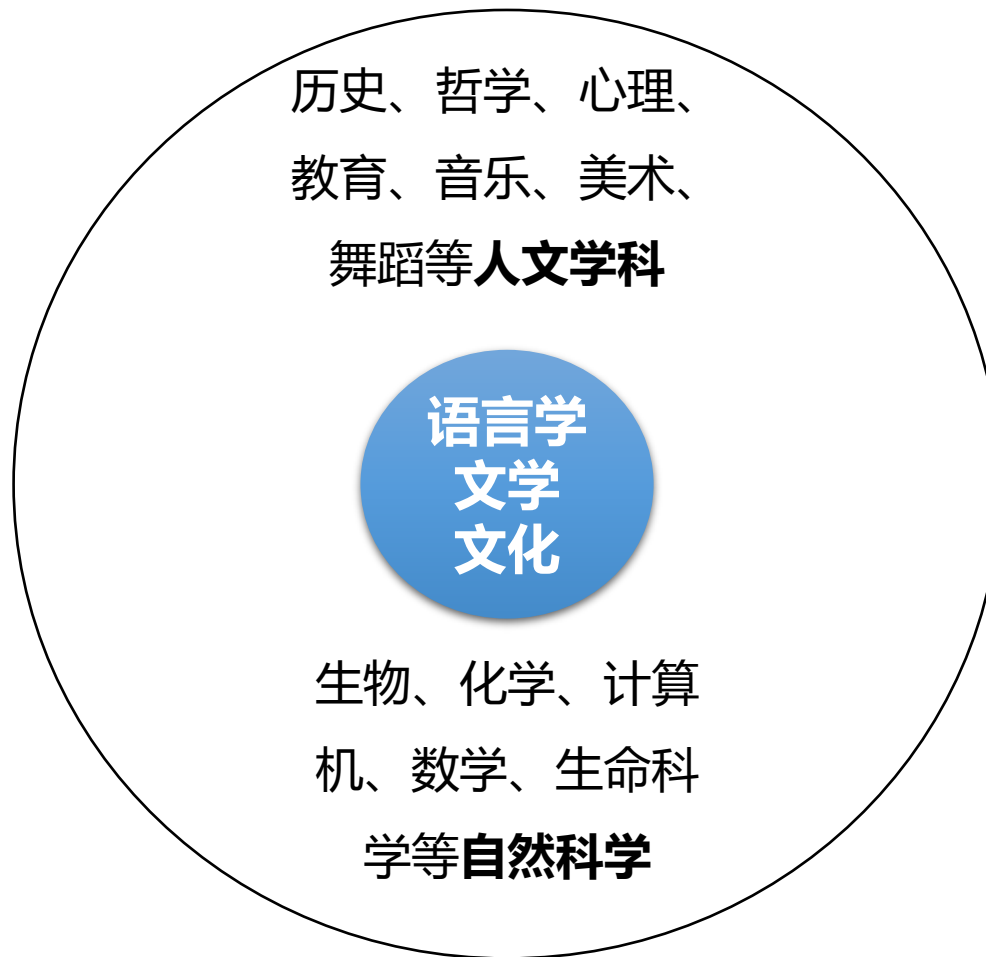 历史、哲学、心理、
教育、音乐、美术、
舞蹈等人文学科
语言学
文学
文化
生物、化学、计算
机、数学、生命科
学等自然科学